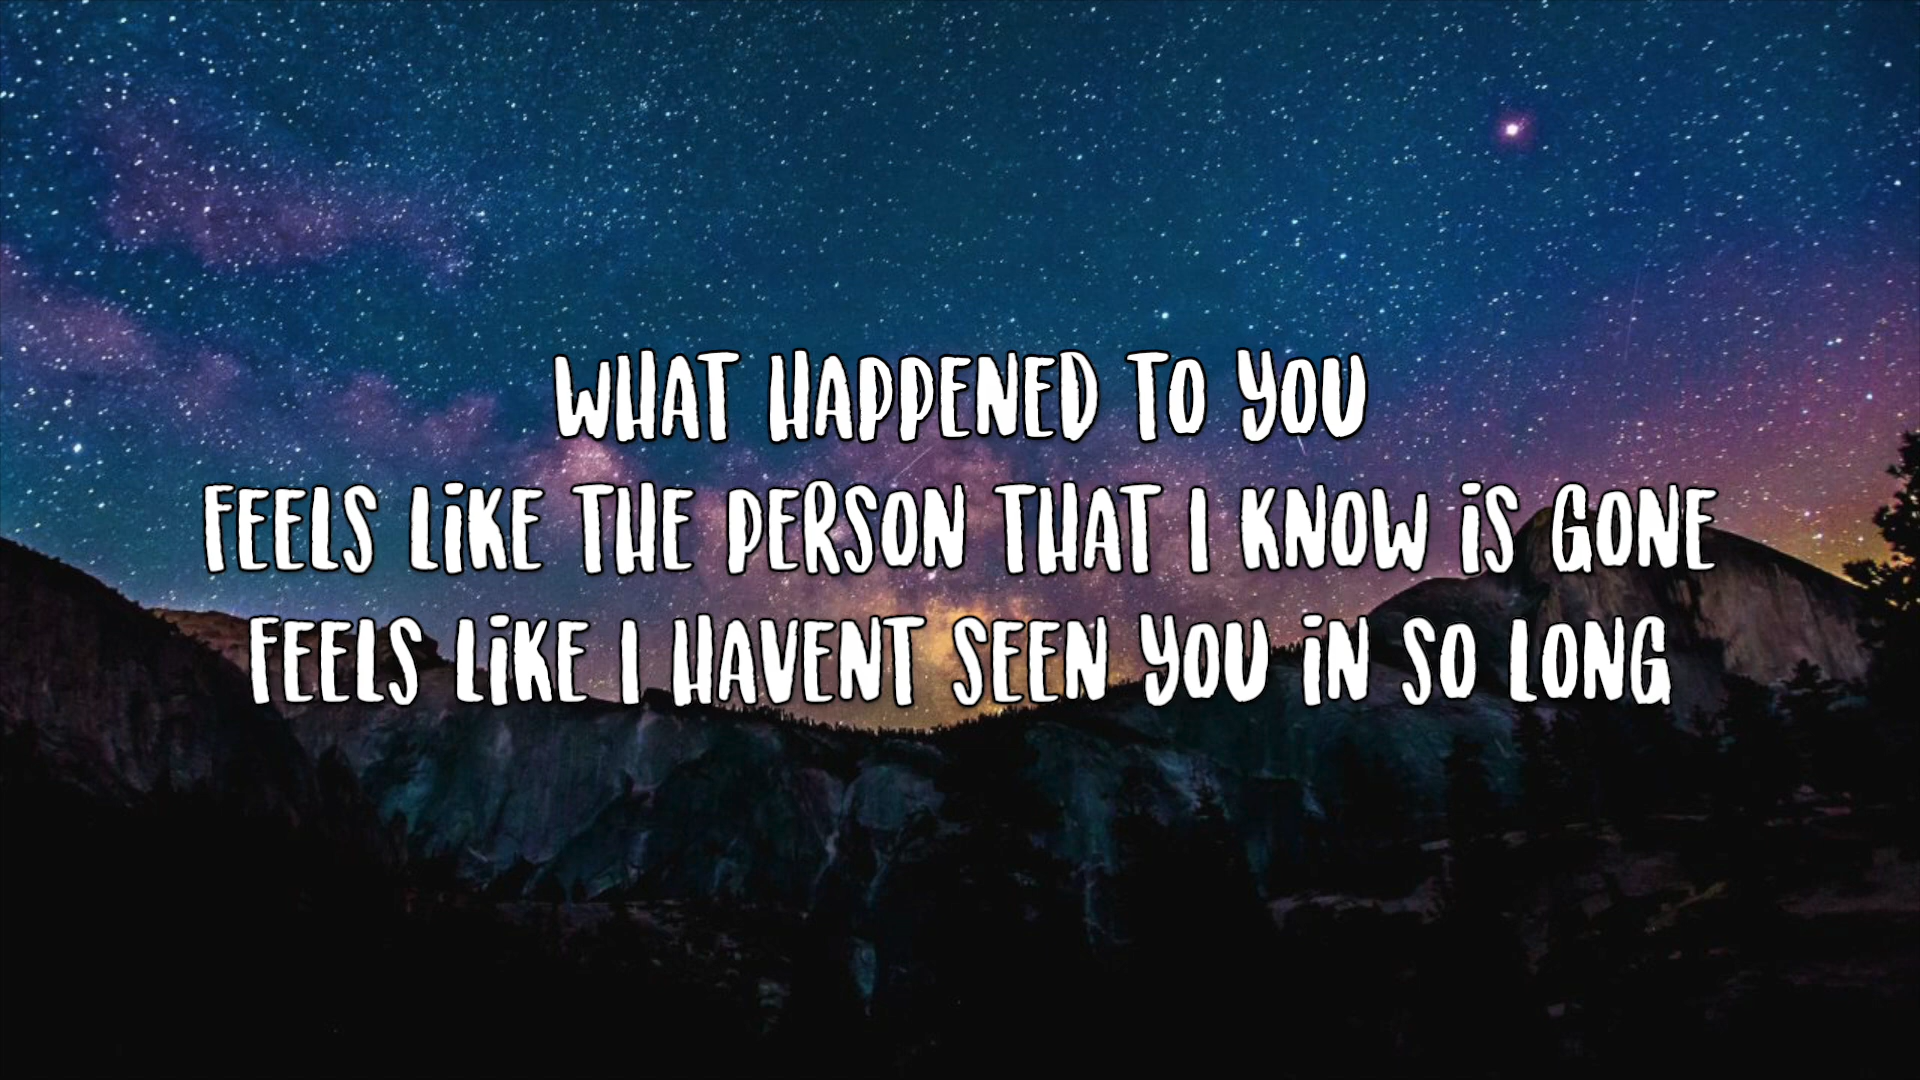 WHAT HAPPENED TO YOU
FEELS LiKE THE PERSON THAT I KNOW iS GONE
FEELS LiKE I HAVENT SEEN YOU iN SO LONG